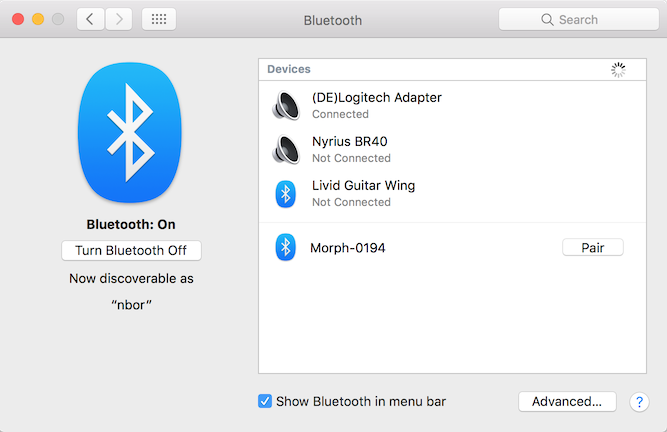 Bluetooth
Search
Devices
(DE)Logitech Adapter
Connected
Nyrius BR40
Not Connected
Livid Guitar Wing
Not Connected
Morph-0194
Pair
Bluetooth: On
Turn Bluetooth Off
Now discoverable as
“nbor”
Show Bluetooth in menu bar
Advanced...
?